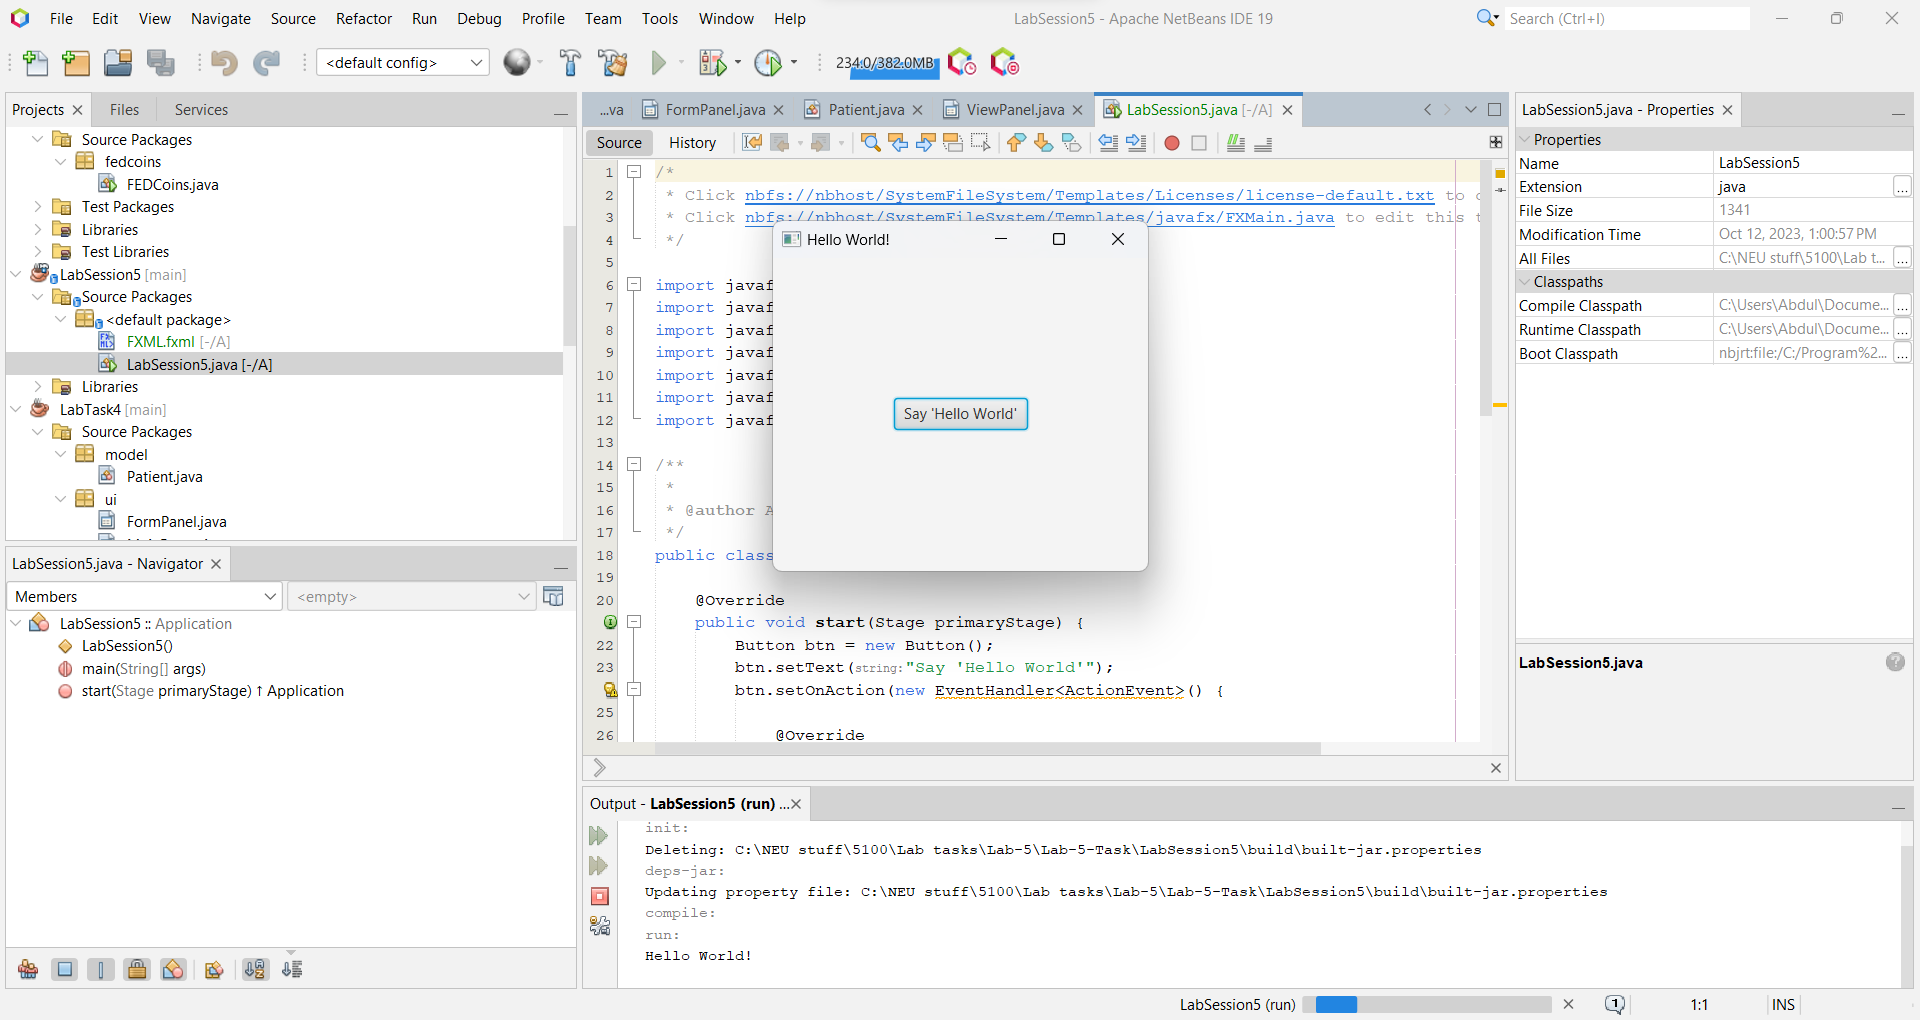 File Edit View Navigate Source Refactor Run Debug Profile Team Tools Window Help
LabSession5 - Apache NetBeans IDE 19
Search (Ctrl+I)
<default config>
234.0/382.0MB
Projects
Files
Services
Source Packages
fedcoins
FEDCoins.java
Test Packages
Libraries
Test Libraries
LabSession5 [main]
Source Packages
<default package>
FXML.fxml [-/A]
LabSession5.java [-/A]
Libraries
LabTask4 [main]
Source Packages
model
Patient.java
ui
FormPanel.java
LabSession5.java - Navigator
Members
<empty>
LabSession5 :: Application
LabSession5()
main(String[] args)
start(Stage primaryStage) ↑ Application
...va FormPanel.java Patient.java ViewPanel.java LabSession5.java [-/A]
Source History
1 /*
2 * Click nbfs://nbhost/SystemFileSystem/Templates/Licenses/license-default.txt to
3 * Click nbfs://nbhost/SystemFileSystem/Templates/javafx/FXMain.java to edit this t
4 */
5
6 import javaf
7 import javaf
8 import javaf
9 import javaf
10 import javaf
11 import javaf
12 import javaf
13
14 /**
15 *
16 * @author A
17 */
18 public class
19
20 @Override
public void start(Stage primaryStage) {
22 Button btn = new Button();
23 btn.setText(string:"Say 'Hello World'");
btn.setOnAction(new EventHandler<ActionEvent>() {
25
26 @Override
Hello World!
Say 'Hello World'
LabSession5.java - Properties
Properties
Name LabSession5
Extension java
File Size 1341
Modification Time Oct 12, 2023, 1:00:57 PM
All Files C:\NEU stuff\5100\Lab t...
Classpaths
Compile Classpath C:\Users\Abdul\Docume...
Runtime Classpath C:\Users\Abdul\Docume...
Boot Classpath nbjrt:file:/C:/Program%2...
LabSession5.java
Output - LabSession5 (run) ...
init:
Deleting: C:\NEU stuff\5100\Lab tasks\Lab-5\Lab-5-Task\LabSession5\build\built-jar.properties
deps-jar:
Updating property file: C:\NEU stuff\5100\Lab tasks\Lab-5\Lab-5-Task\LabSession5\build\built-jar.properties
compile:
run:
Hello World!
LabSession5 (run)
1
1:1
INS